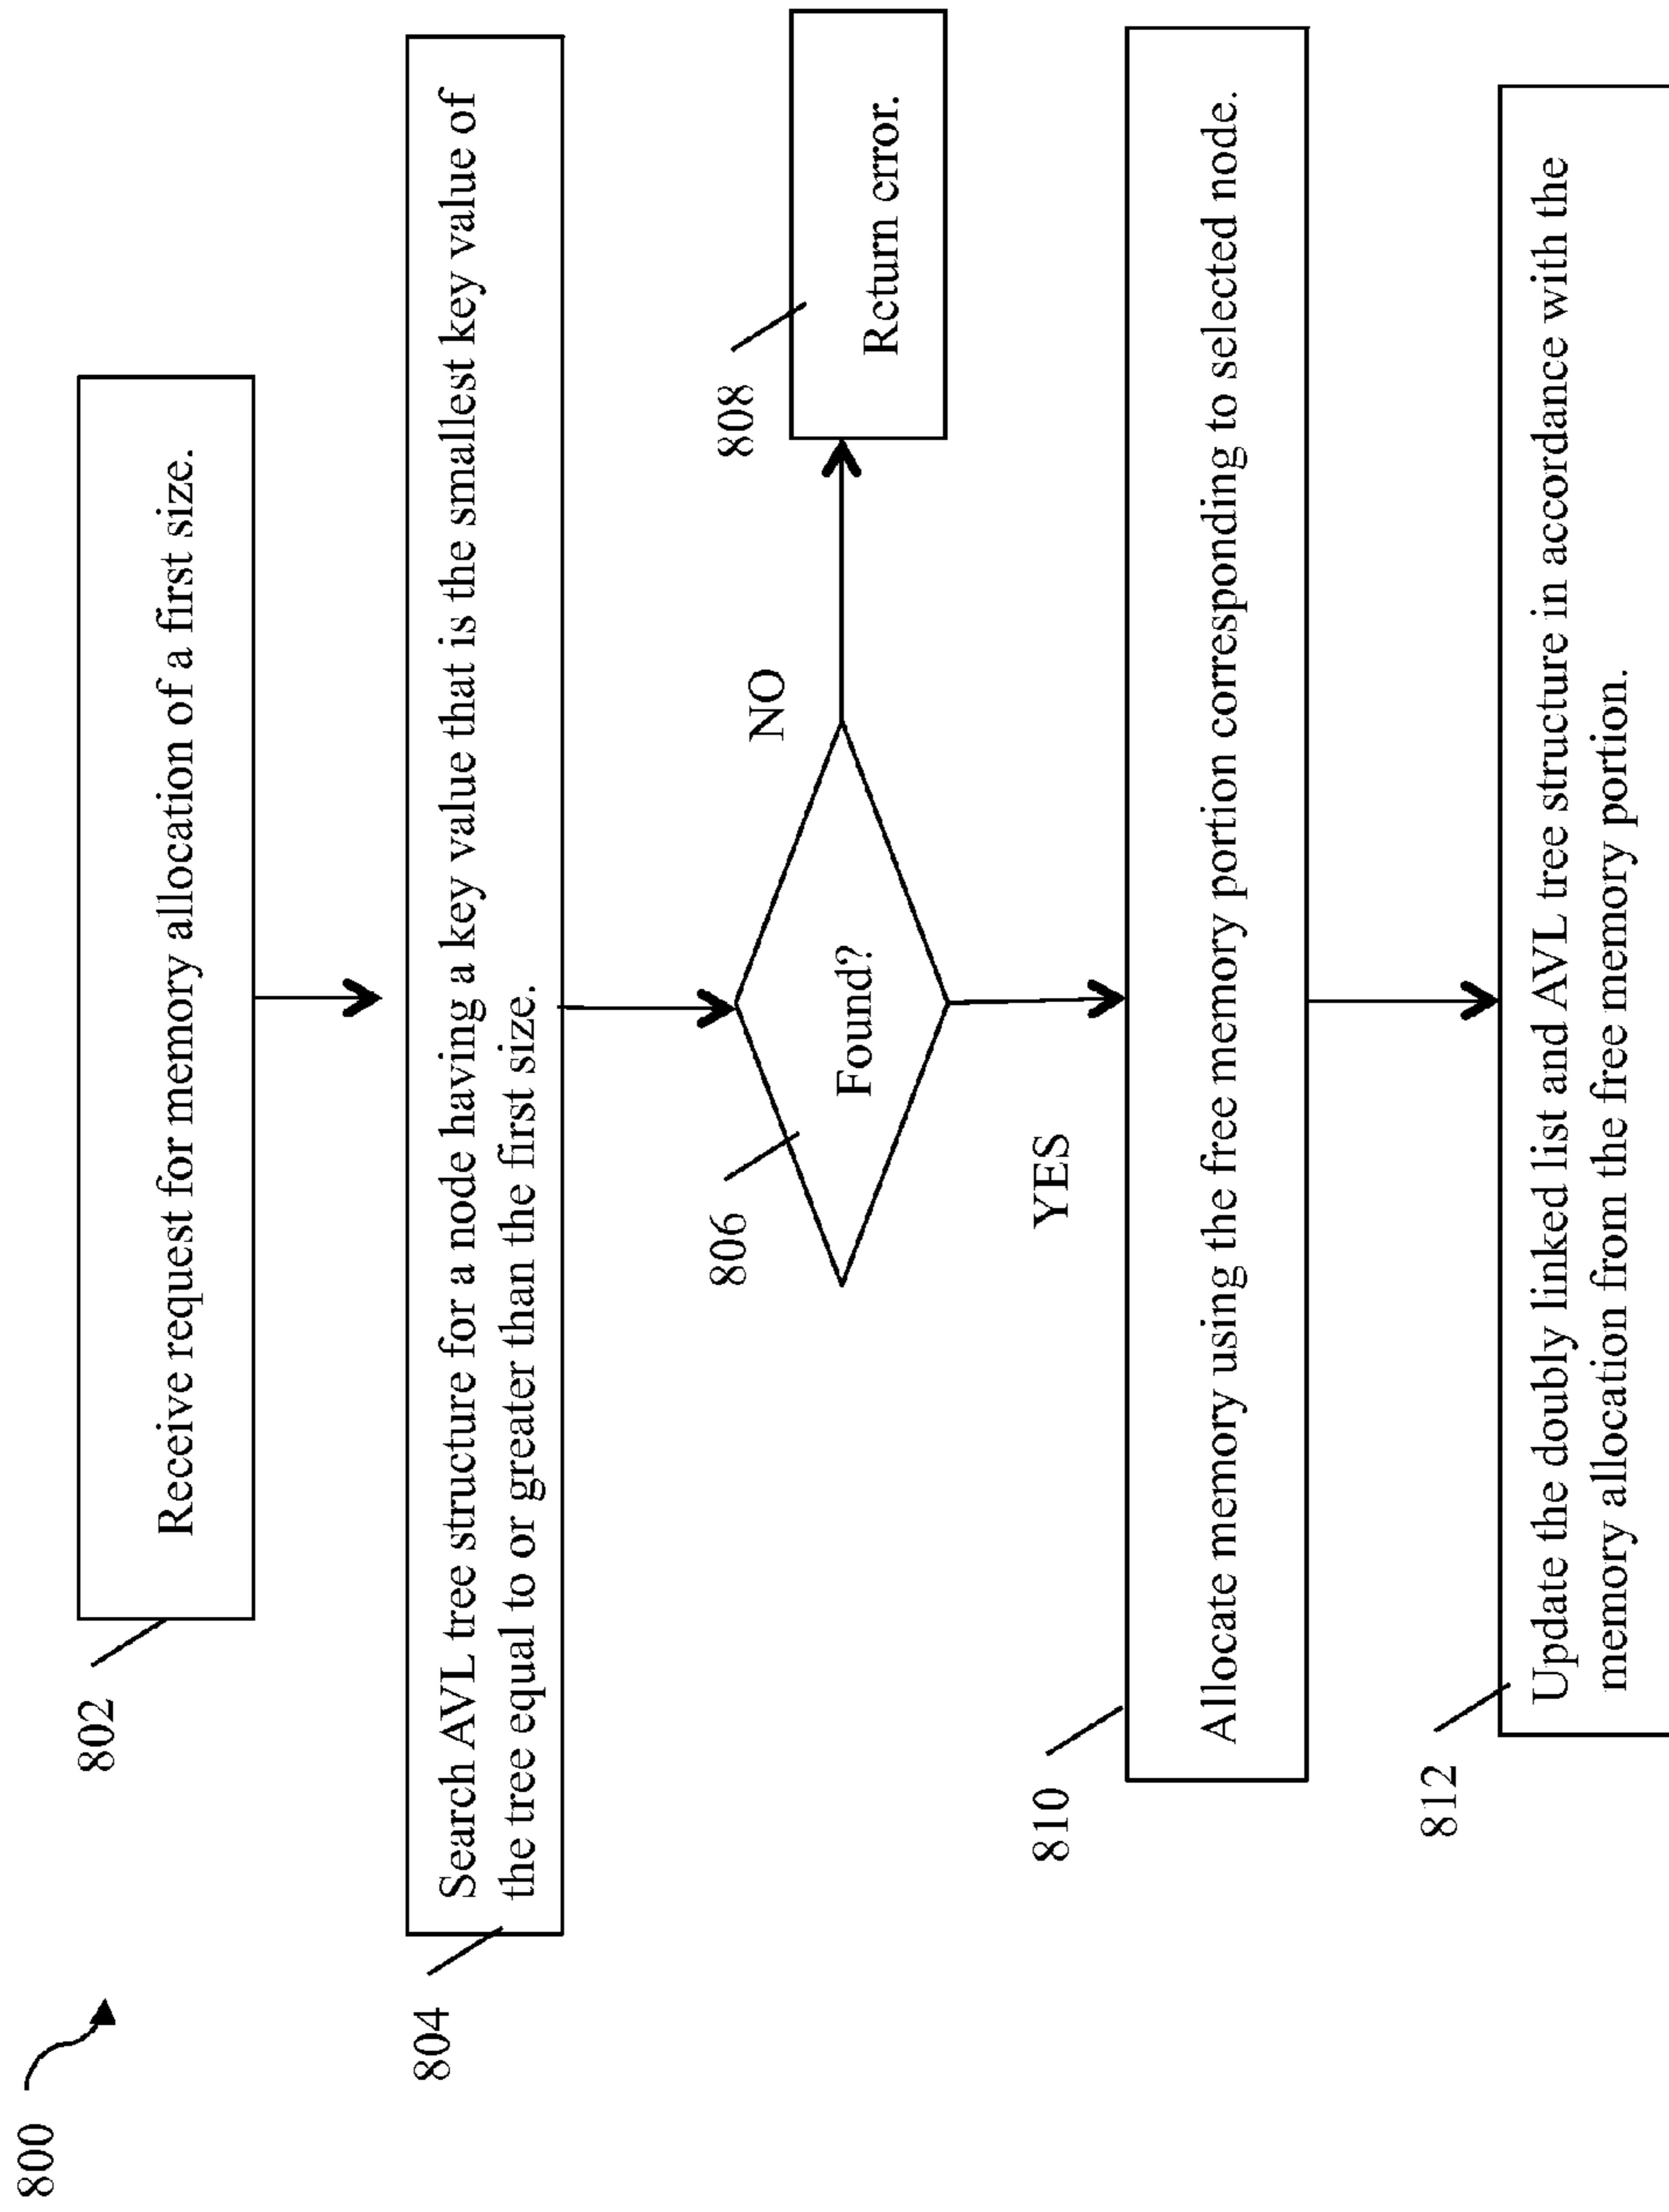 800
802
Receive request for memory allocation of a first size.
804
Search AVL tree structure for a node having a key value that is the smallest key value of
the tree equal to or greater than the first size.
806
Found?
NO
808
Return error.
YES
810
Allocate memory using the free memory portion corresponding to selected node.
812
Update the doubly linked list and AVL tree structure in accordance with the
memory allocation from the free memory portion.